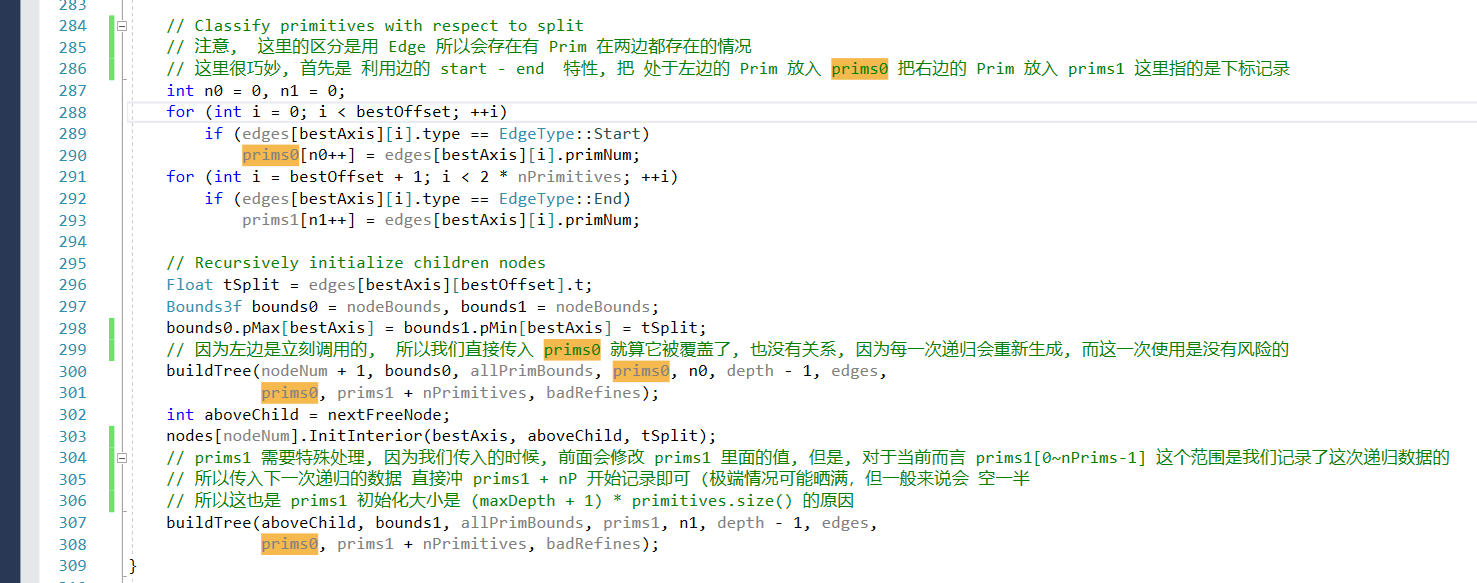 283
284 // Classify primitives with respect to split
285 // 注意, 这里的区分是用 Edge 所以会存在有 Prim 在两边都存在的情况
286 // 这里很巧妙, 首先是 利用边的 start - end 特性, 把 处于左边的 Prim 放入 prims0 把右边的 Prim 放入 prims1 这里指的是下标记录
287 int n0 = 0, n1 = 0;
288 for (int i = 0; i < bestOffset; ++i)
289 if (edges[bestAxis][i].type == EdgeType::Start)
290 prims0[n0++] = edges[bestAxis][i].primNum;
291 for (int i = bestOffset + 1; i < 2 * nPrimitives; ++i)
292 if (edges[bestAxis][i].type == EdgeType::End)
293 prims1[n1++] = edges[bestAxis][i].primNum;
294
295 // Recursively initialize children nodes
296 Float tSplit = edges[bestAxis][bestOffset].t;
297 Bounds3f bounds0 = nodeBounds, bounds1 = nodeBounds;
298 bounds0.pMax[bestAxis] = bounds1.pMin[bestAxis] = tSplit;
299 // 因为左边是立刻调用的, 所以我们直接传入 prims0 就算它被覆盖了, 也没有关系, 因为每一次递归会重新生成, 而这一次使用是没有风险的
300 buildTree(nodeNum + 1, bounds0, allPrimBounds, prims0, n0, depth - 1, edges,
301 prims0, prims1 + nPrimitives, badRefines);
302 int aboveChild = nextFreeNode;
303 nodes[nodeNum].InitInterior(bestAxis, aboveChild, tSplit);
304 // prims1 需要特殊处理, 因为我们传入的时候, 前面会修改 prims1 里面的值, 但是, 对于当前而言 prims1[0~nPrims-1] 这个范围是我们记录了这次递归数据的
305 // 所以传入下一次递归的数据 直接冲 prims1 + nP 开始记录即可 (极端情况可能晒满, 但一般来说会 空一半
306 // 所以这也是 prims1 初始化大小是 (maxDepth + 1) * primitives.size() 的原因
307 buildTree(aboveChild, bounds1, allPrimBounds, prims1, n1, depth - 1, edges,
308 prims0, prims1 + nPrimitives, badRefines);
309 }